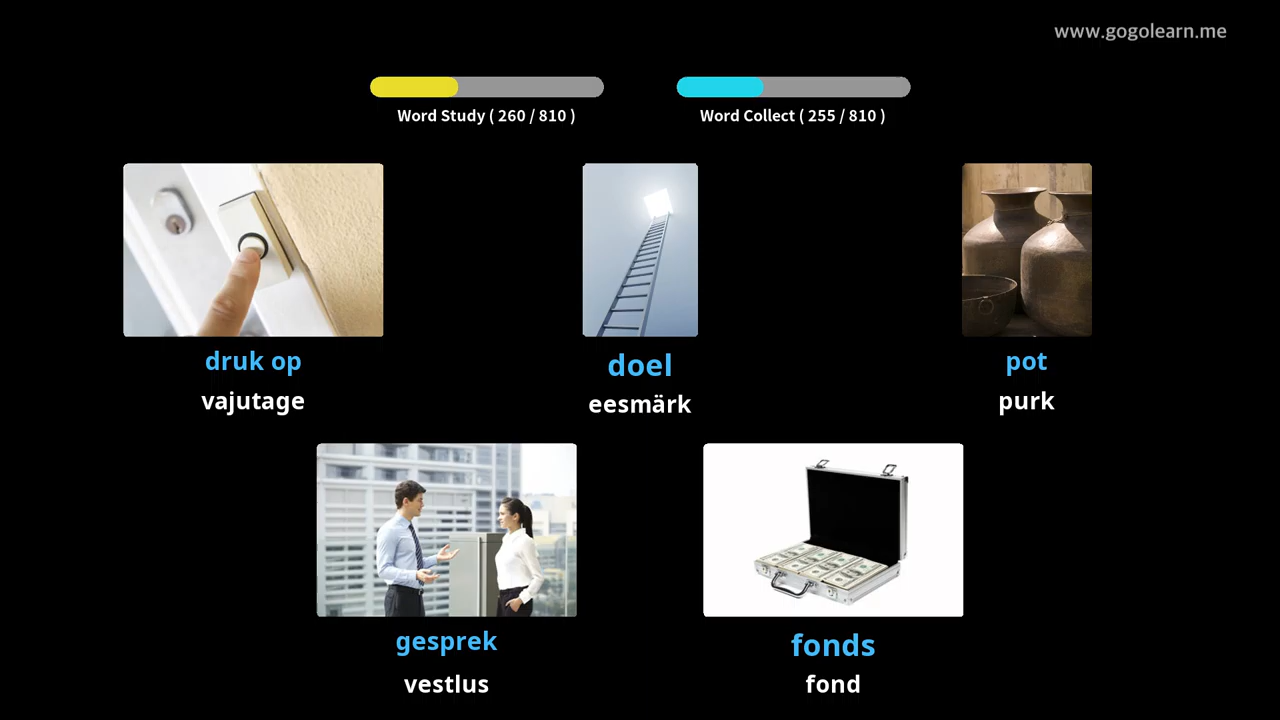 www.gogolearn.me
Word Study ( 260 / 810 )
Word Collect ( 255 / 810 )
druk op
vajutage
doel
eesmärk
pot
purk
gesprek
vestlus
fonds
fond